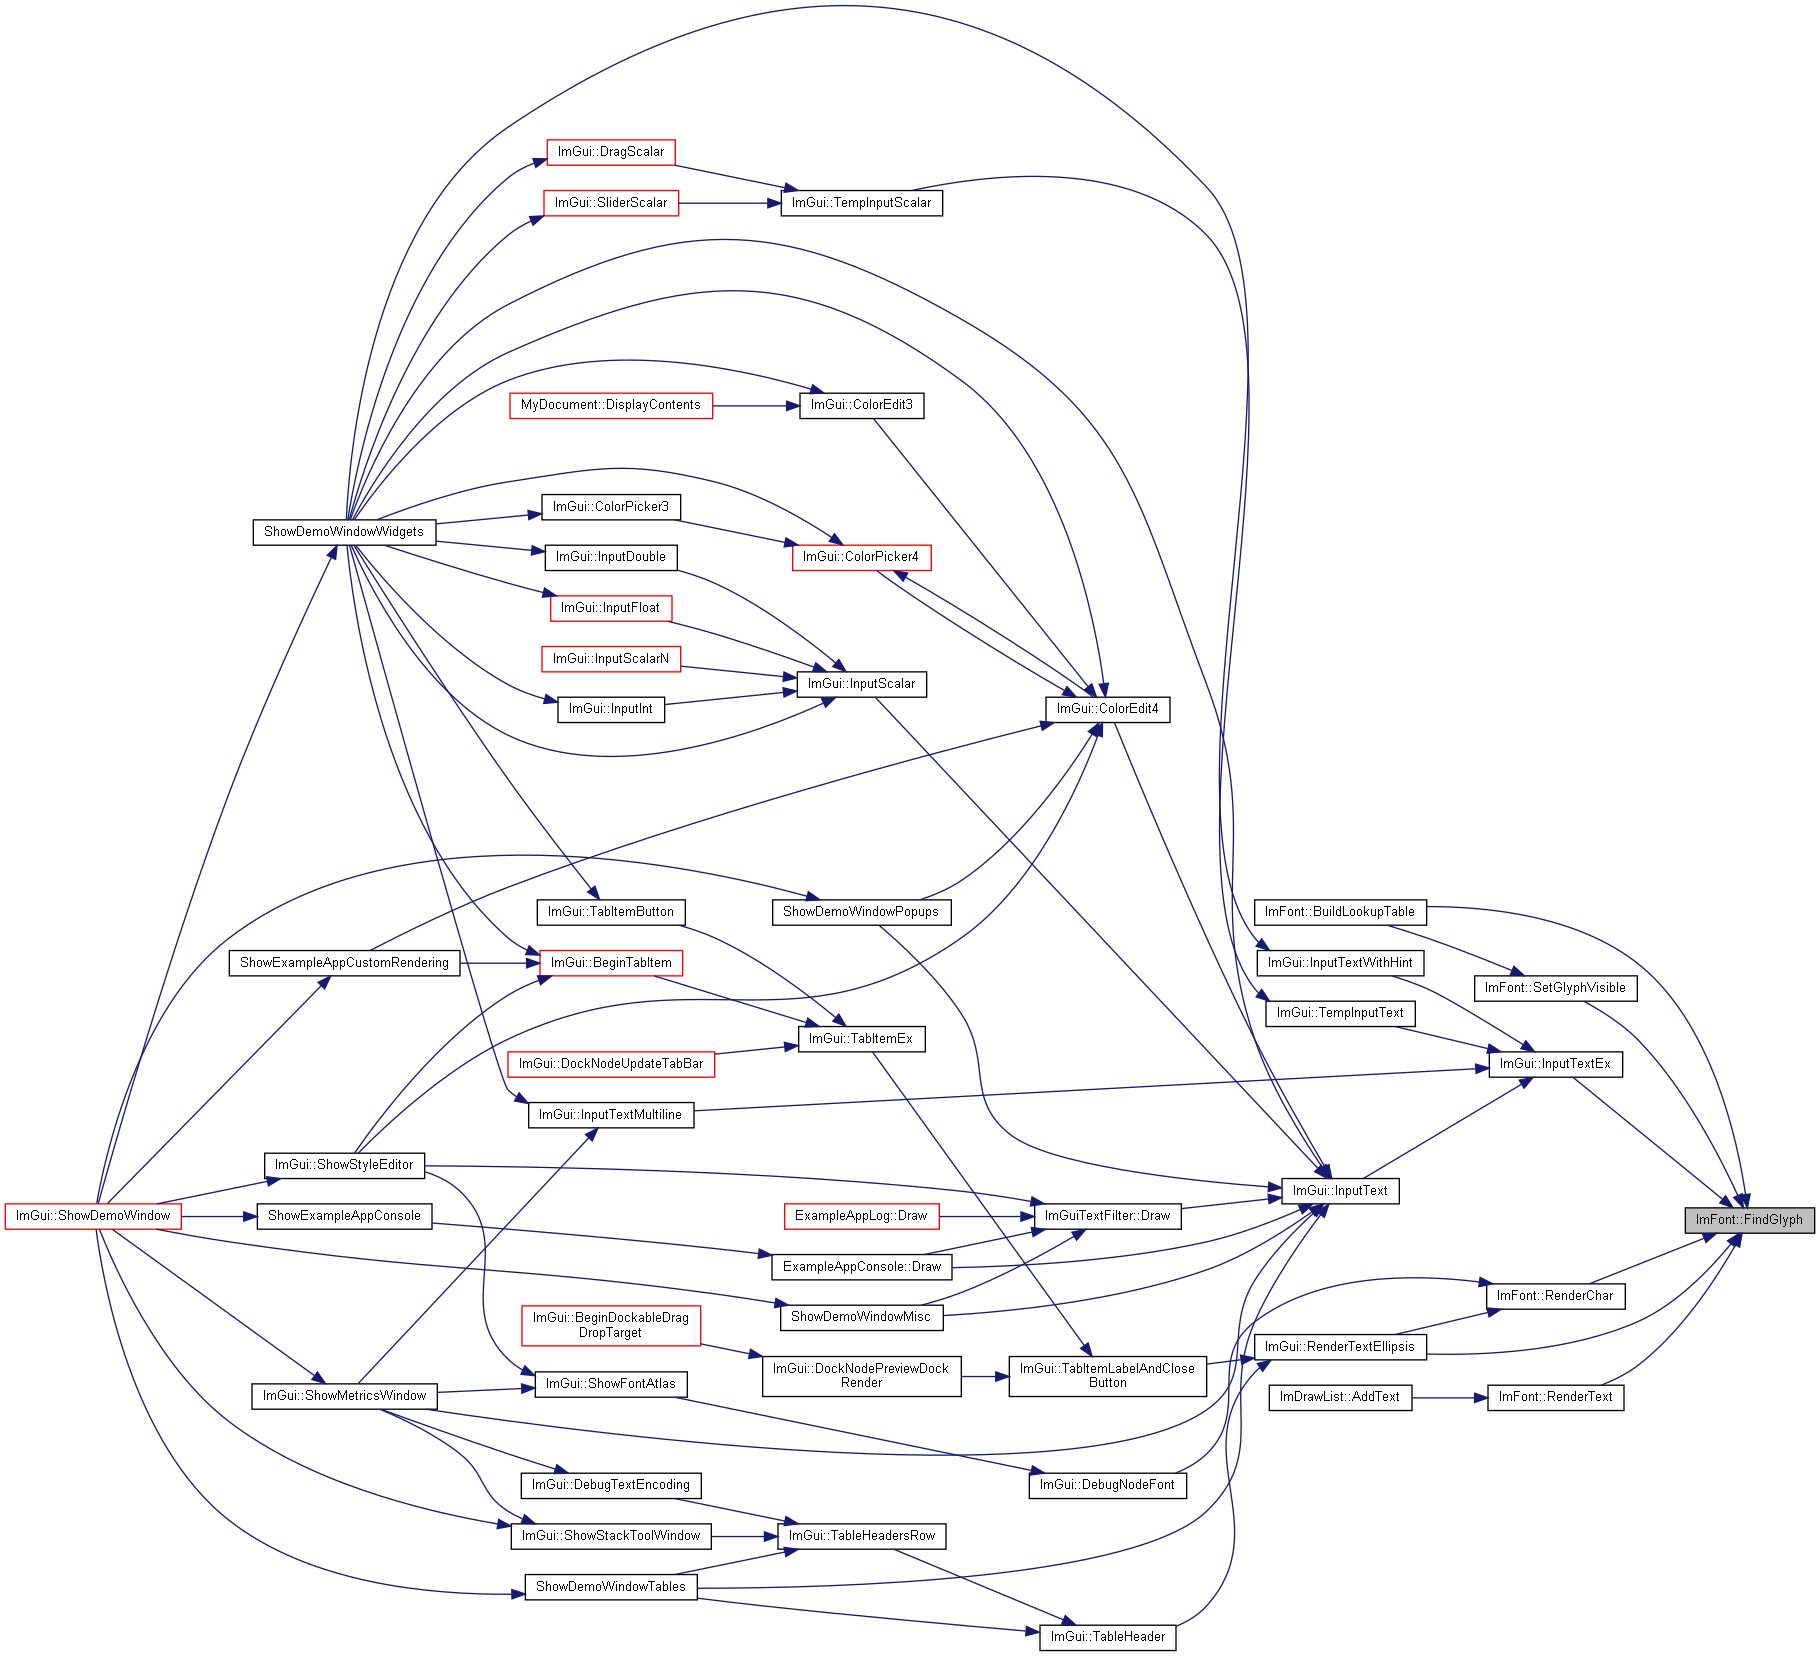 ImGui::DragScalar
ImGui::SliderScalar
ImGui::TempInputScalar
MyDocument::DisplayContents
ImGui::ColorEdit3
ImGui::ColorPicker3
ShowDemoWindowWidgets
ImGui::InputDouble
ImGui::ColorPicker4
ImGui::InputFloat
ImGui::InputScalarN
ImGui::InputScalar
ImGui::InputInt
ImGui::ColorEdit4
ImGui::TabItemButton
ShowDemoWindowPopups
ImFont::BuildLookupTable
ShowExampleAppCustomRendering
ImGui::BeginTabItem
ImGui::InputTextWithHint
ImFont::SetGlyphVisible
ImGui::TempInputText
ImGui::TabItemEx
ImGui::DockNodeUpdateTabBar
ImGui::InputTextEx
ImGui::InputTextMultiline
ImGui::ShowStyleEditor
ImGui::InputText
ImGui::ShowDemoWindow
ShowExampleAppConsole
ExampleAppLog::Draw
ImGuiTextFilter::Draw
ImFont::FindGlyph
ExampleAppConsole::Draw
ImFont::RenderChar
ShowDemoWindowMisc
ImGui::BeginDockableDrag
DropTarget
ImGui::RenderTextEllipsis
ImGui::DockNodePreviewDock
Render
ImGui::TabItemLabelAndClose
Button
ImGui::ShowMetricsWindow
ImGui::ShowFontAtlas
ImDrawList::AddText
ImFont::RenderText
ImGui::DebugTextEncoding
ImGui::DebugNodeFont
ImGui::ShowStackToolWindow
ImGui::TableHeadersRow
ShowDemoWindowTables
ImGui::TableHeader